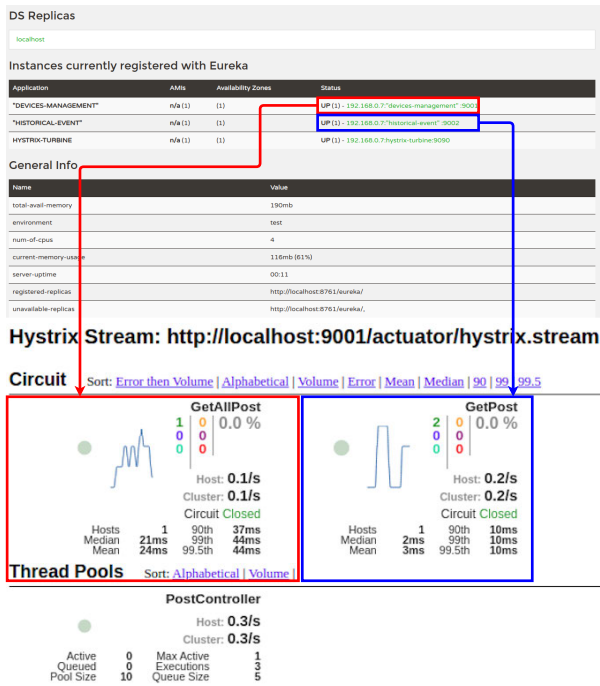 DS Replicas
localhost
Instances currently registered with Eureka
Application AMIs Availability Zones Status
"DEVICES-MANAGEMENT" n/a (1) (1) UP (1) - 192.168.0.7:"devices-management" :9001
"HISTORICAL-EVENT" n/a (1) (1) UP (1) - 192.168.0.7:"historical-event" :9002
HYSTRIX-TURBINE n/a (1) (1) UP (1) - 192.168.0.7:hystrix-turbine:9090
General Info
Name Value
total-avail-memory 190mb
environment test
num-of-cpus 4
current-memory-usage 116mb (61%)
server-uptime 00:11
registered-replicas http://localhost:8761/eureka/
unavailable-replicas http://localhost:8761/eureka/,
Hystrix Stream: http://localhost:9001/actuator/hystrix.stream
Circuit Sort: Error then Volume | Alphabetical | Volume | Error | Mean | Median | 90 | 99 | 99.5
GetAllPost
1 0 0.0 %
0 0
0 0
Host: 0.1/s
Cluster: 0.1/s
Circuit Closed
Hosts 1 90th 37ms
Median 21ms 99th 44ms
Mean 24ms 99.5th 44ms
GetPost
2 0 0.0 %
0 0
0 0
Host: 0.2/s
Cluster: 0.2/s
Circuit Closed
Hosts 1 90th 10ms
Median 2ms 99th 10ms
Mean 3ms 99.5th 10ms
Thread Pools Sort: Alphabetical | Volume |
PostController
Host: 0.3/s
Cluster: 0.3/s
Active 0 Max Active 1
Queued 0 Executions 3
Pool Size 10 Queue Size 5